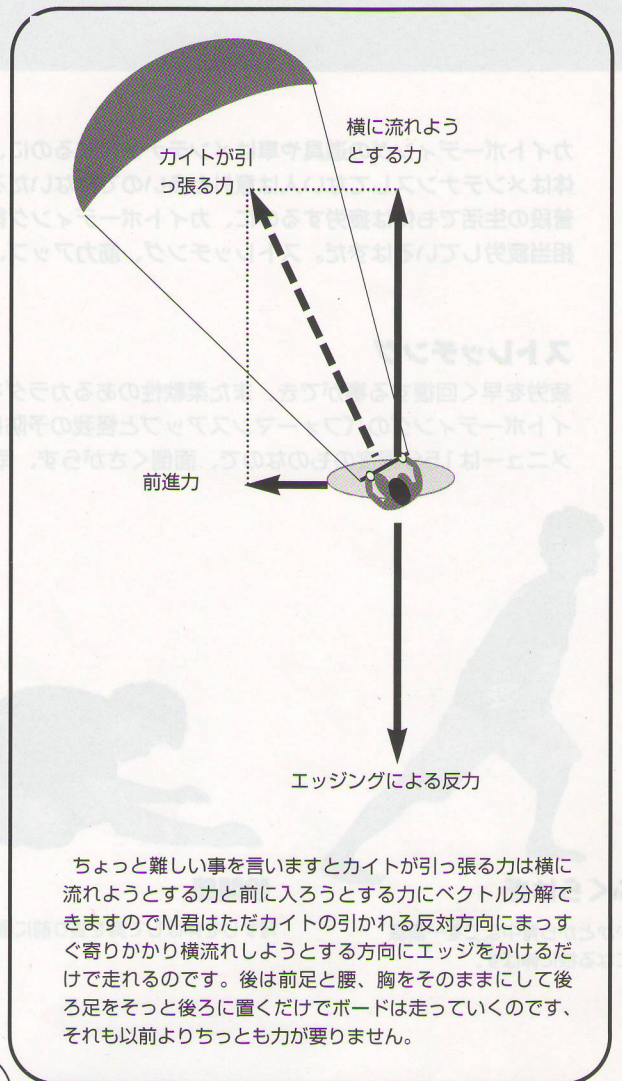 横に流れよう
とする力
カイトが引
っ張る力
前進力
エッジングによる反力
ちょっと難しい事を言いますとカイトが引っ張る力は横に
流れようとする力と前に入ろうとする力にベクトル分解で
きますのでM君はただカイトの引かれる反対方向にまっす
ぐ寄りかかり横流れしようとする方向にエッジをかけるだ
けで走れるのです。後は前足と腰、胸をそのままにして後
ろ足をそっと後ろに置くだけでボードは走っていくのです、
それも以前よりちっとも力が要りません。